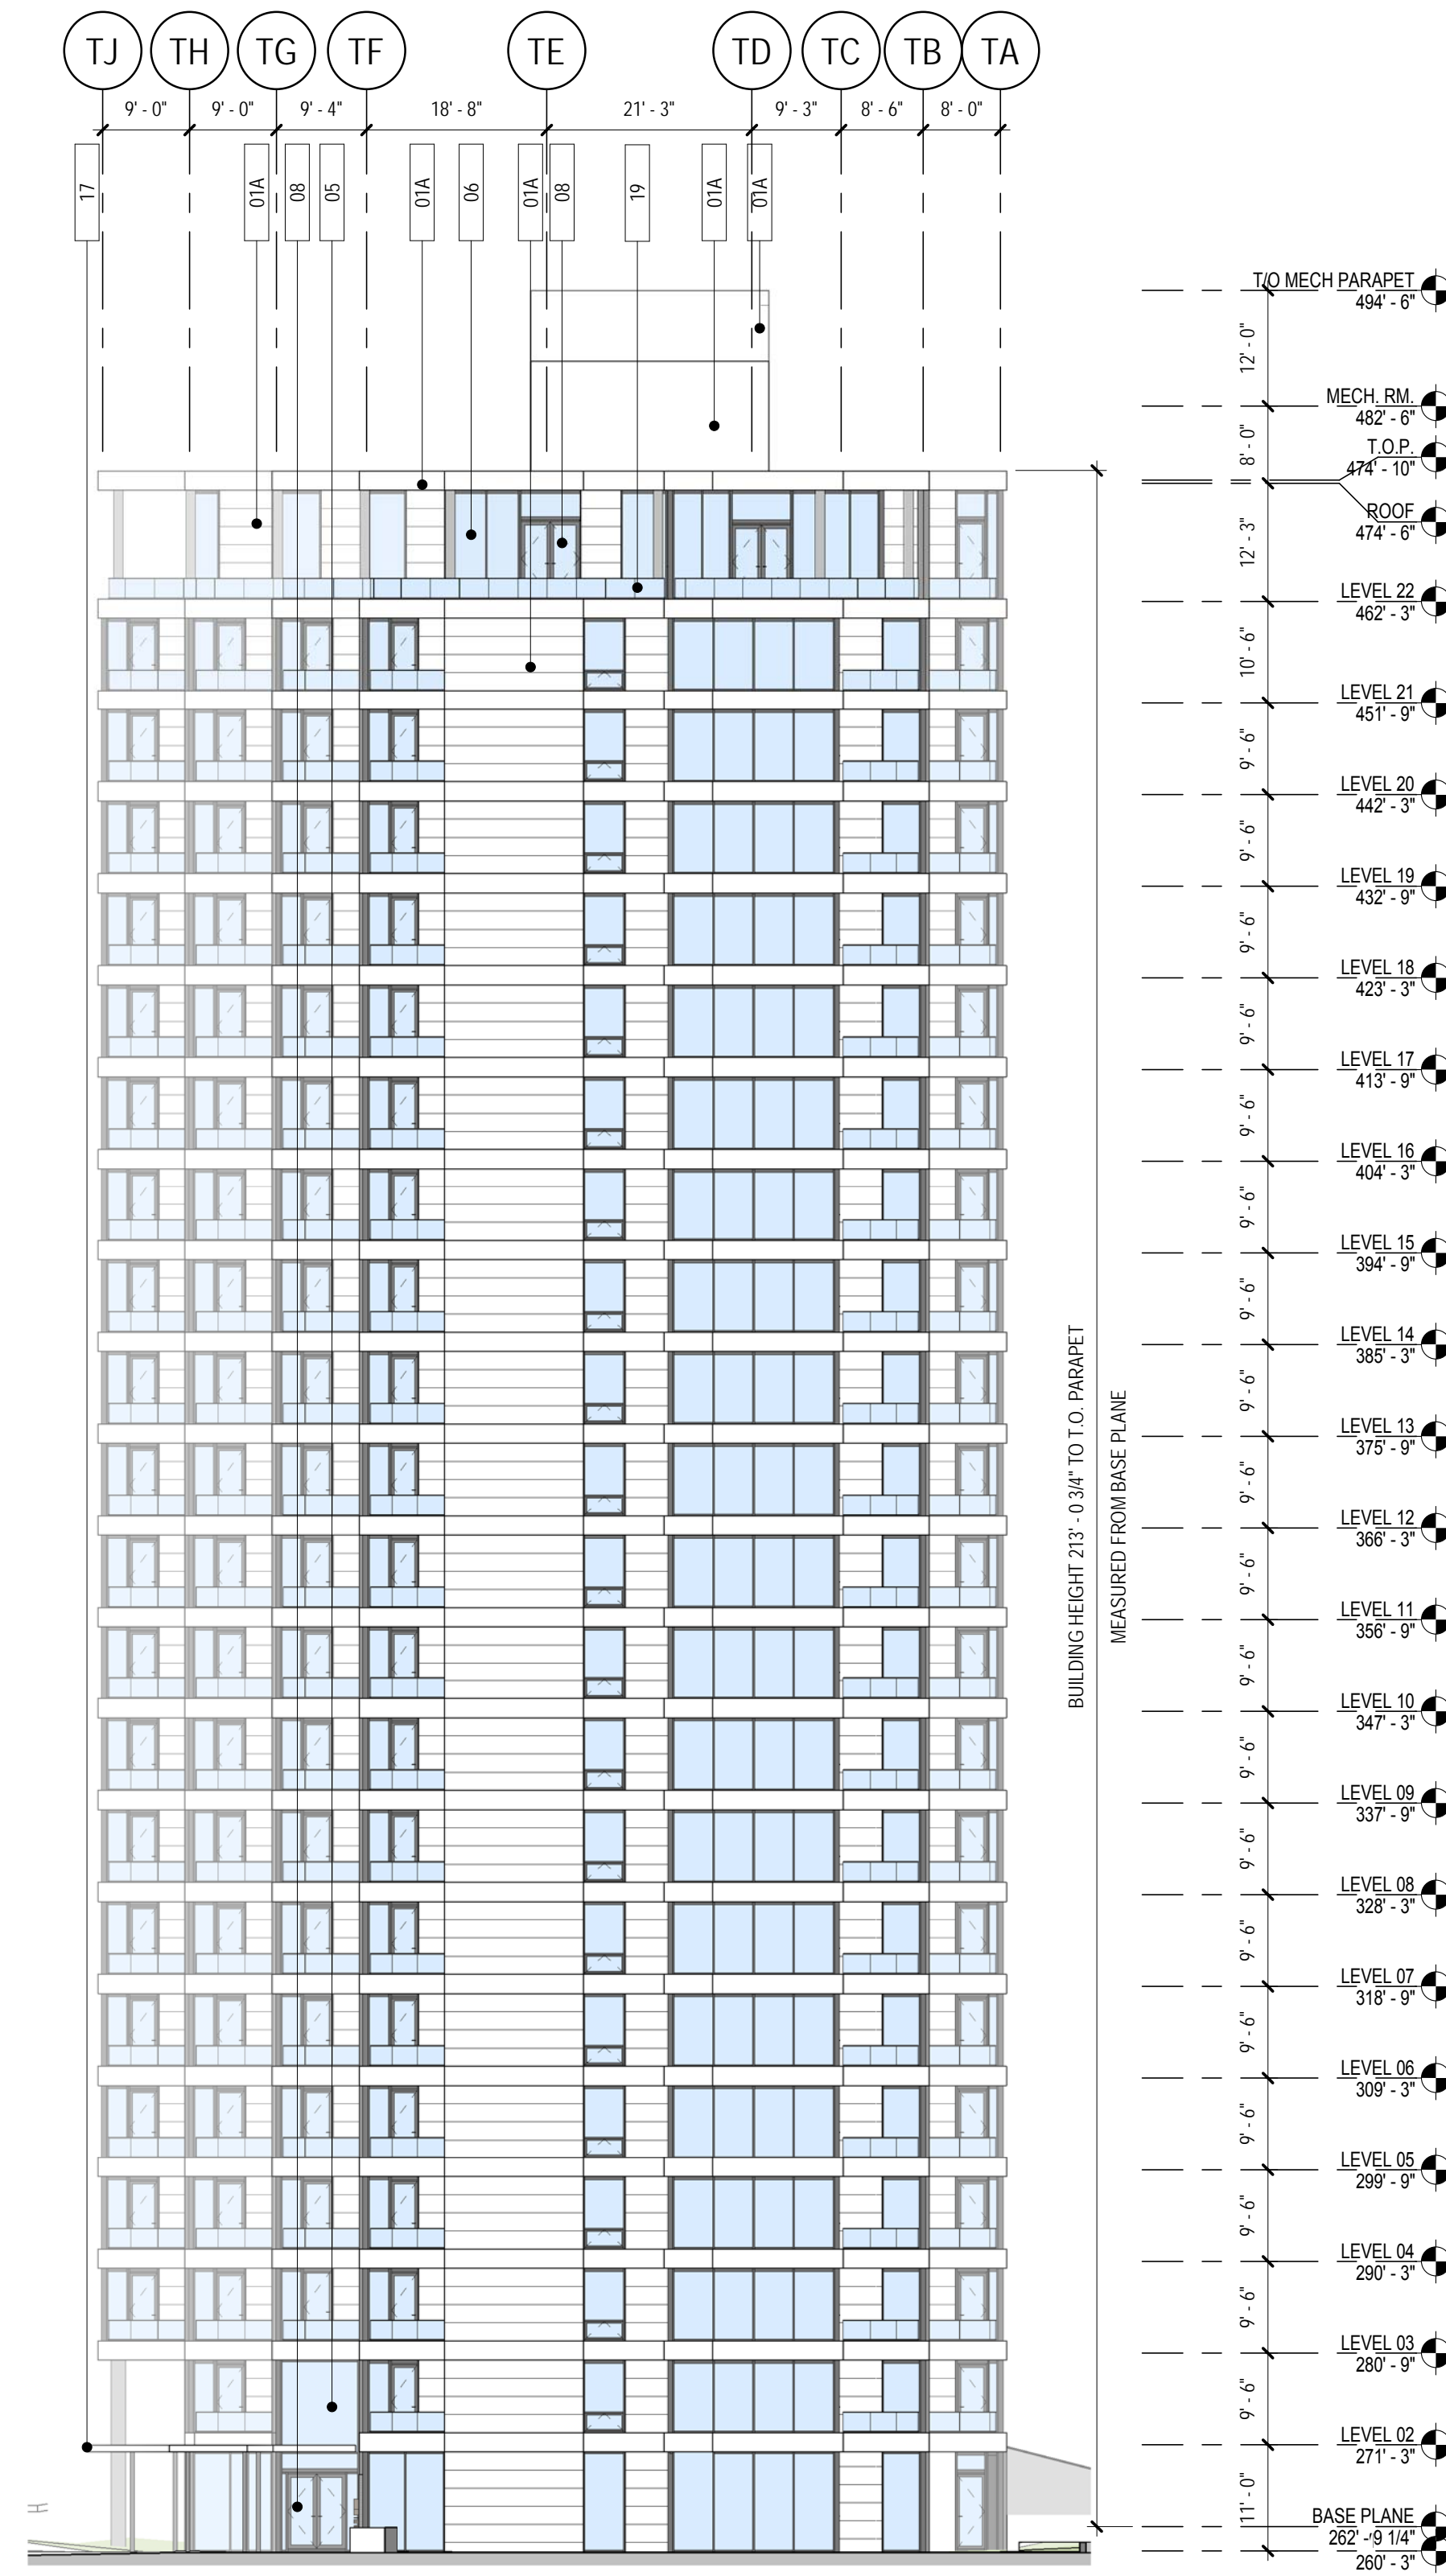 TJ TH TG TF TE TD TC TB TA
9' - 0" 9' - 0" 9' - 4" 18' - 8" 21' - 3" 9' - 3" 8' - 6" 8' - 0"
17 01A 08 05 01A 06 01A 08 19 01A 01A
T/O MECH PARAPET
494' - 6"
12' - 0"
MECH. RM.
482' - 6"
8' - 0"
T.O.P.
474' - 10"
ROOF
474' - 6"
12' - 3"
LEVEL 22
462' - 3"
10' - 6"
LEVEL 21
451' - 9"
9' - 6"
LEVEL 20
442' - 3"
9' - 6"
LEVEL 19
432' - 9"
9' - 6"
LEVEL 18
423' - 3"
9' - 6"
LEVEL 17
413' - 9"
9' - 6"
LEVEL 16
404' - 3"
9' - 6"
LEVEL 15
394' - 9"
9' - 6"
LEVEL 14
385' - 3"
9' - 6"
LEVEL 13
375' - 9"
9' - 6"
LEVEL 12
366' - 3"
9' - 6"
LEVEL 11
356' - 9"
9' - 6"
LEVEL 10
347' - 3"
9' - 6"
LEVEL 09
337' - 9"
9' - 6"
LEVEL 08
328' - 3"
9' - 6"
LEVEL 07
318' - 9"
9' - 6"
LEVEL 06
309' - 3"
9' - 6"
LEVEL 05
299' - 9"
9' - 6"
LEVEL 04
290' - 3"
9' - 6"
LEVEL 03
280' - 9"
9' - 6"
LEVEL 02
271' - 3"
11' - 0"
BASE PLANE
262' - 9 1/4"
260' - 3"
BUILDING HEIGHT 213' - 0 3/4" TO T.O. PARAPET
MEASURED FROM BASE PLANE